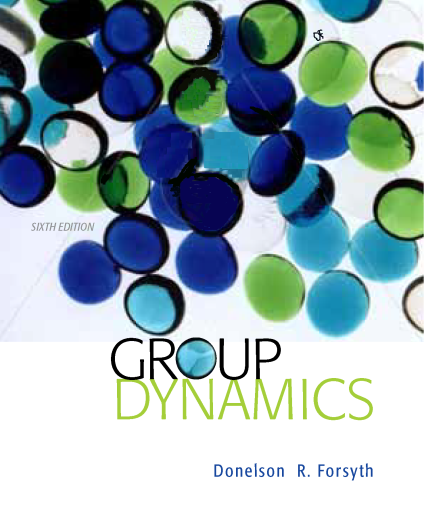 SIXTH EDITION
GROUP
DYNAMICS
Donelson R. Forsyth